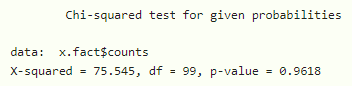 Chi-squared test for given probabilities
data:  x.fact$counts
X-squared = 75.545, df = 99, p-value = 0.9618